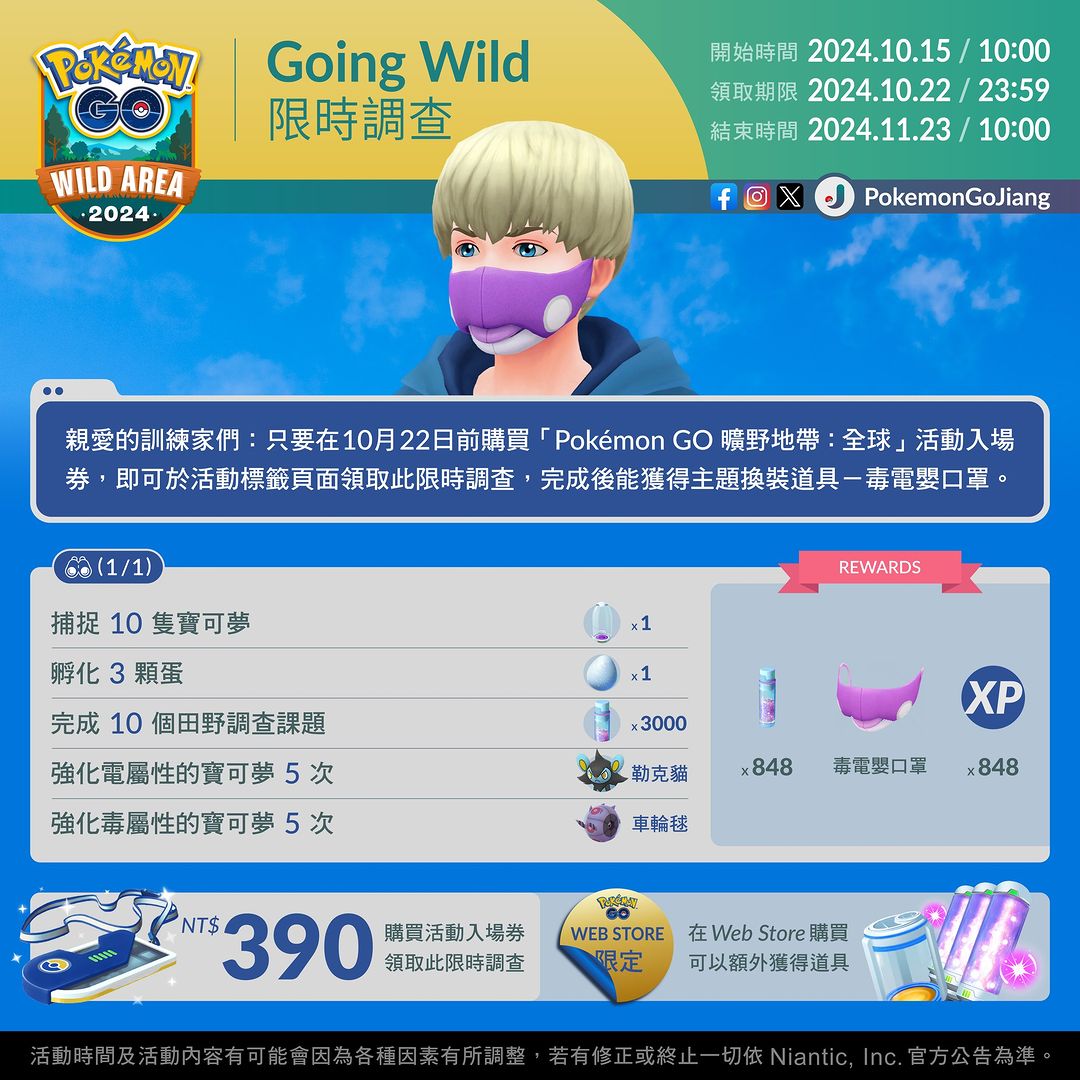 POKÉMON
GO
WILD AREA
2024
Going Wild
限時調查
開始時間 2024.10.15 / 10:00
領取期限 2024.10.22 / 23:59
結束時間 2024.11.23 / 10:00
PokemonGoJiang
親愛的訓練家們：只要在10月22日前購買「Pokémon GO 曠野地帶：全球」活動入場
券，即可於活動標籤頁面領取此限時調查，完成後能獲得主題換裝道具－毒電嬰口罩。
(1/1)
捕捉 10 隻寶可夢 x1
孵化 3 顆蛋 x1
完成 10 個田野調查課題 x3000
強化電屬性的寶可夢 5 次 勒克貓
強化毒屬性的寶可夢 5 次 車輪毬
REWARDS
x848 毒電嬰口罩 x848
XP
NT$ 390
購買活動入場券
領取此限時調查
POKÉMON
GO
WEB STORE
限定
在Web Store購買
可以額外獲得道具
活動時間及活動內容有可能會因為各種因素有所調整，若有修正或終止一切依 Niantic, Inc. 官方公告為準。